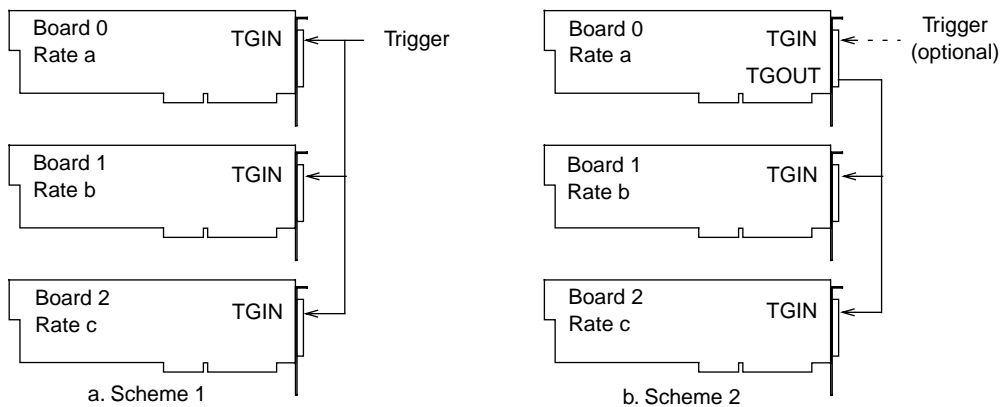 Board 0
Rate a
TGIN
Trigger
Board 1
Rate b
TGIN
Board 2
Rate c
TGIN
a. Scheme 1
Board 0
Rate a
TGIN
TGOUT
Trigger
(optional)
Board 1
Rate b
TGIN
Board 2
Rate c
TGIN
b. Scheme 2